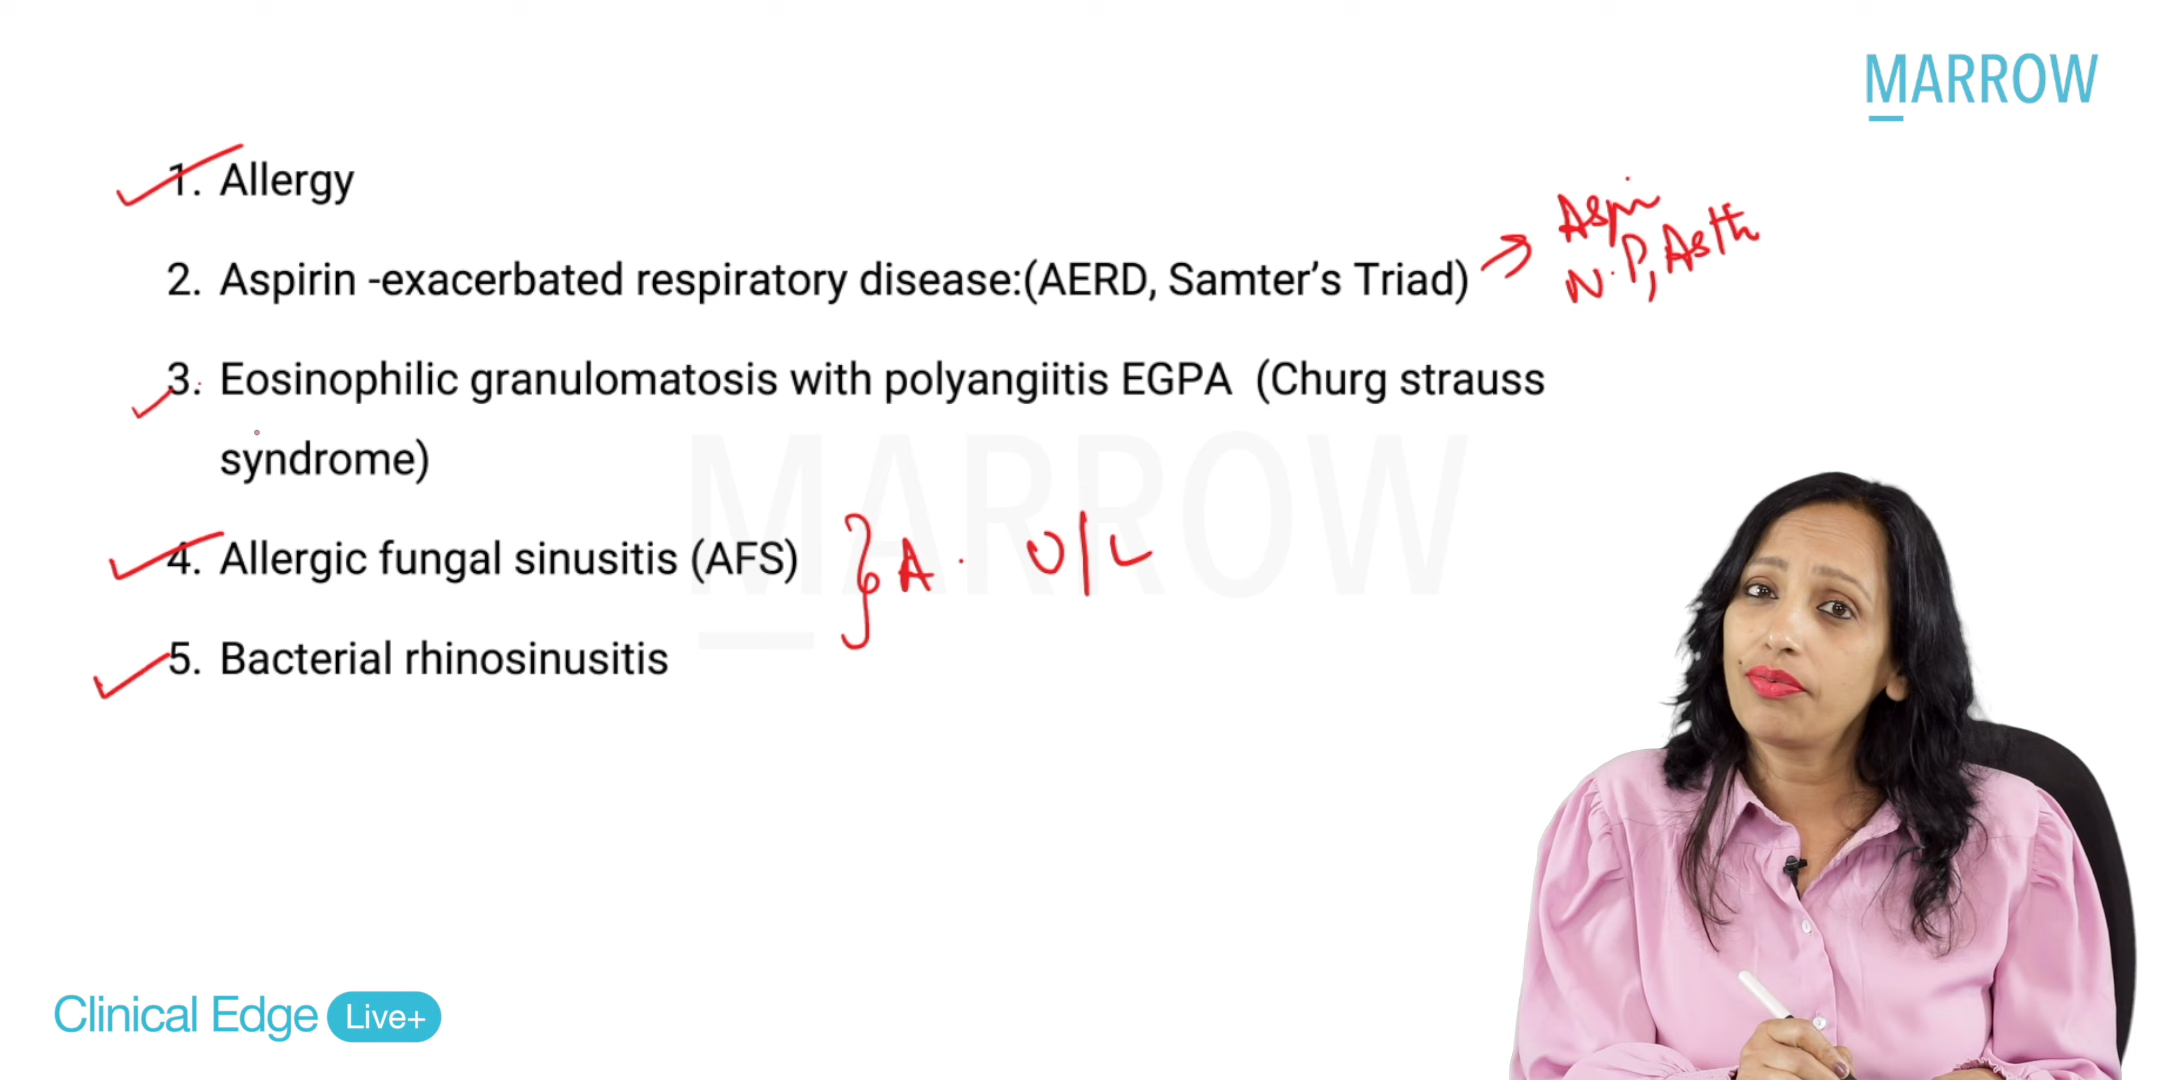 MARROW
1. Allergy
2. Aspirin -exacerbated respiratory disease:(AERD, Samter's Triad) → Aspi
N.P, Asth
3. Eosinophilic granulomatosis with polyangiitis EGPA (Churg strauss
syndrome)
4. Allergic fungal sinusitis (AFS) } A. U/L
5. Bacterial rhinosinusitis
MARROW
Clinical Edge Live+